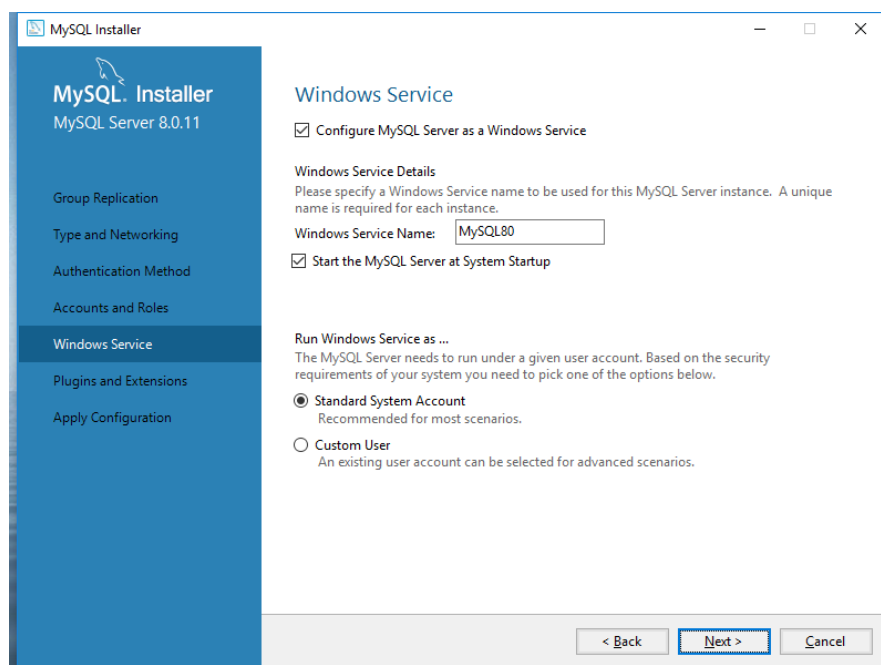 MySQL Installer
MySQL. Installer
MySQL Server 8.0.11
Group Replication
Type and Networking
Authentication Method
Accounts and Roles
Windows Service
Plugins and Extensions
Apply Configuration
Windows Service
Configure MySQL Server as a Windows Service
Windows Service Details
Please specify a Windows Service name to be used for this MySQL Server instance. A unique
name is required for each instance.
Windows Service Name: MySQL80
Start the MySQL Server at System Startup
Run Windows Service as ...
The MySQL Server needs to run under a given user account. Based on the security
requirements of your system you need to pick one of the options below.
Standard System Account
Recommended for most scenarios.
Custom User
An existing user account can be selected for advanced scenarios.
< Back Next > Cancel